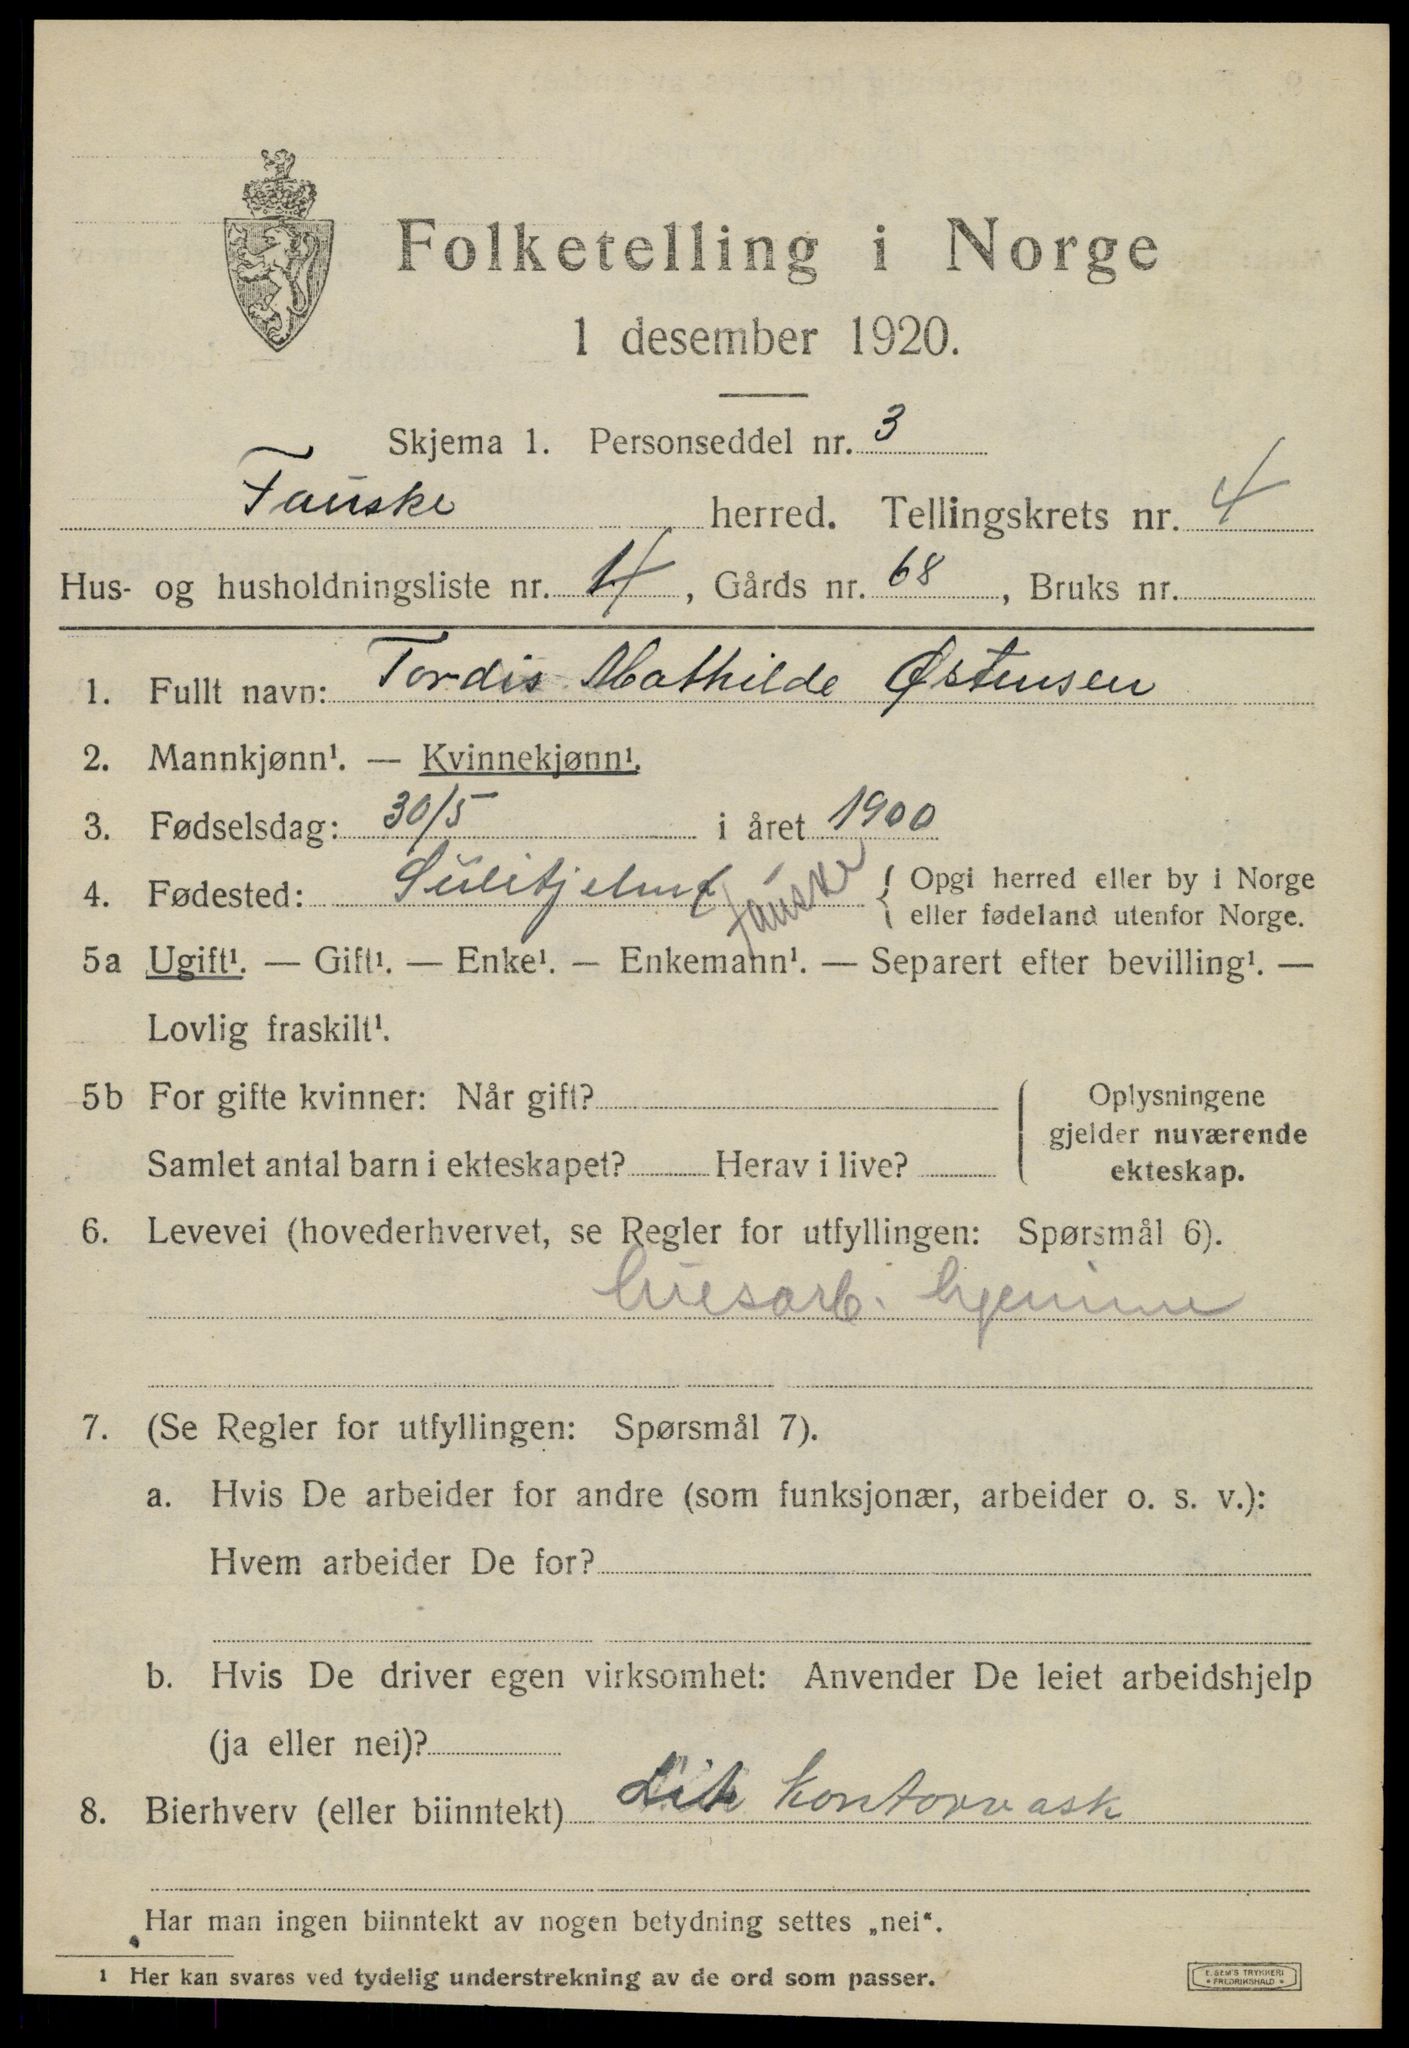 Folketelling i Norge
1 desember 1920.
Skjema 1. Personseddel nr. 3
Fauske herred. Tellingskrets nr. 4
Hus- og husholdningsliste nr. 14, Gårds nr. 68, Bruks nr.
1. Fullt navn: Tordis Mathilde Østensen
2. Mannkjønn¹. — Kvinnekjønn¹.
3. Fødselsdag: 30/5 i året 1900
4. Fødested: Sulitjelma Fauske { Opgi herred eller by i Norge
eller fødeland utenfor Norge.
5a Ugift¹. — Gift¹. — Enke¹. — Enkemann¹. — Separert efter bevilling¹. —
Lovlig fraskilt¹.
5b For gifte kvinner: Når gift?
Samlet antal barn i ekteskapet? Herav i live?
Oplysningene
gjelder nuværende
ekteskap.
6. Levevei (hovederhvervet, se Regler for utfyllingen: Spørsmål 6).
husarb. hjemme
7. (Se Regler for utfyllingen: Spørsmål 7).
a. Hvis De arbeider for andre (som funksjonær, arbeider o. s. v.):
Hvem arbeider De for?
b. Hvis De driver egen virksomhet: Anvender De leiet arbeidshjelp
(ja eller nei)?
8. Bierhverv (eller biinntekt) kontorvask
Har man ingen biinntekt av nogen betydning settes „nei“.
1 Her kan svares ved tydelig understrekning av de ord som passer.
E. SEM'S TRYKKERI
• FREDRIKSHALD •